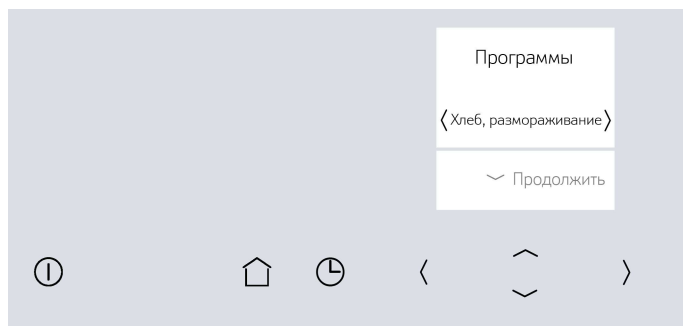 Программы
Хлеб, размораживание
Продолжить